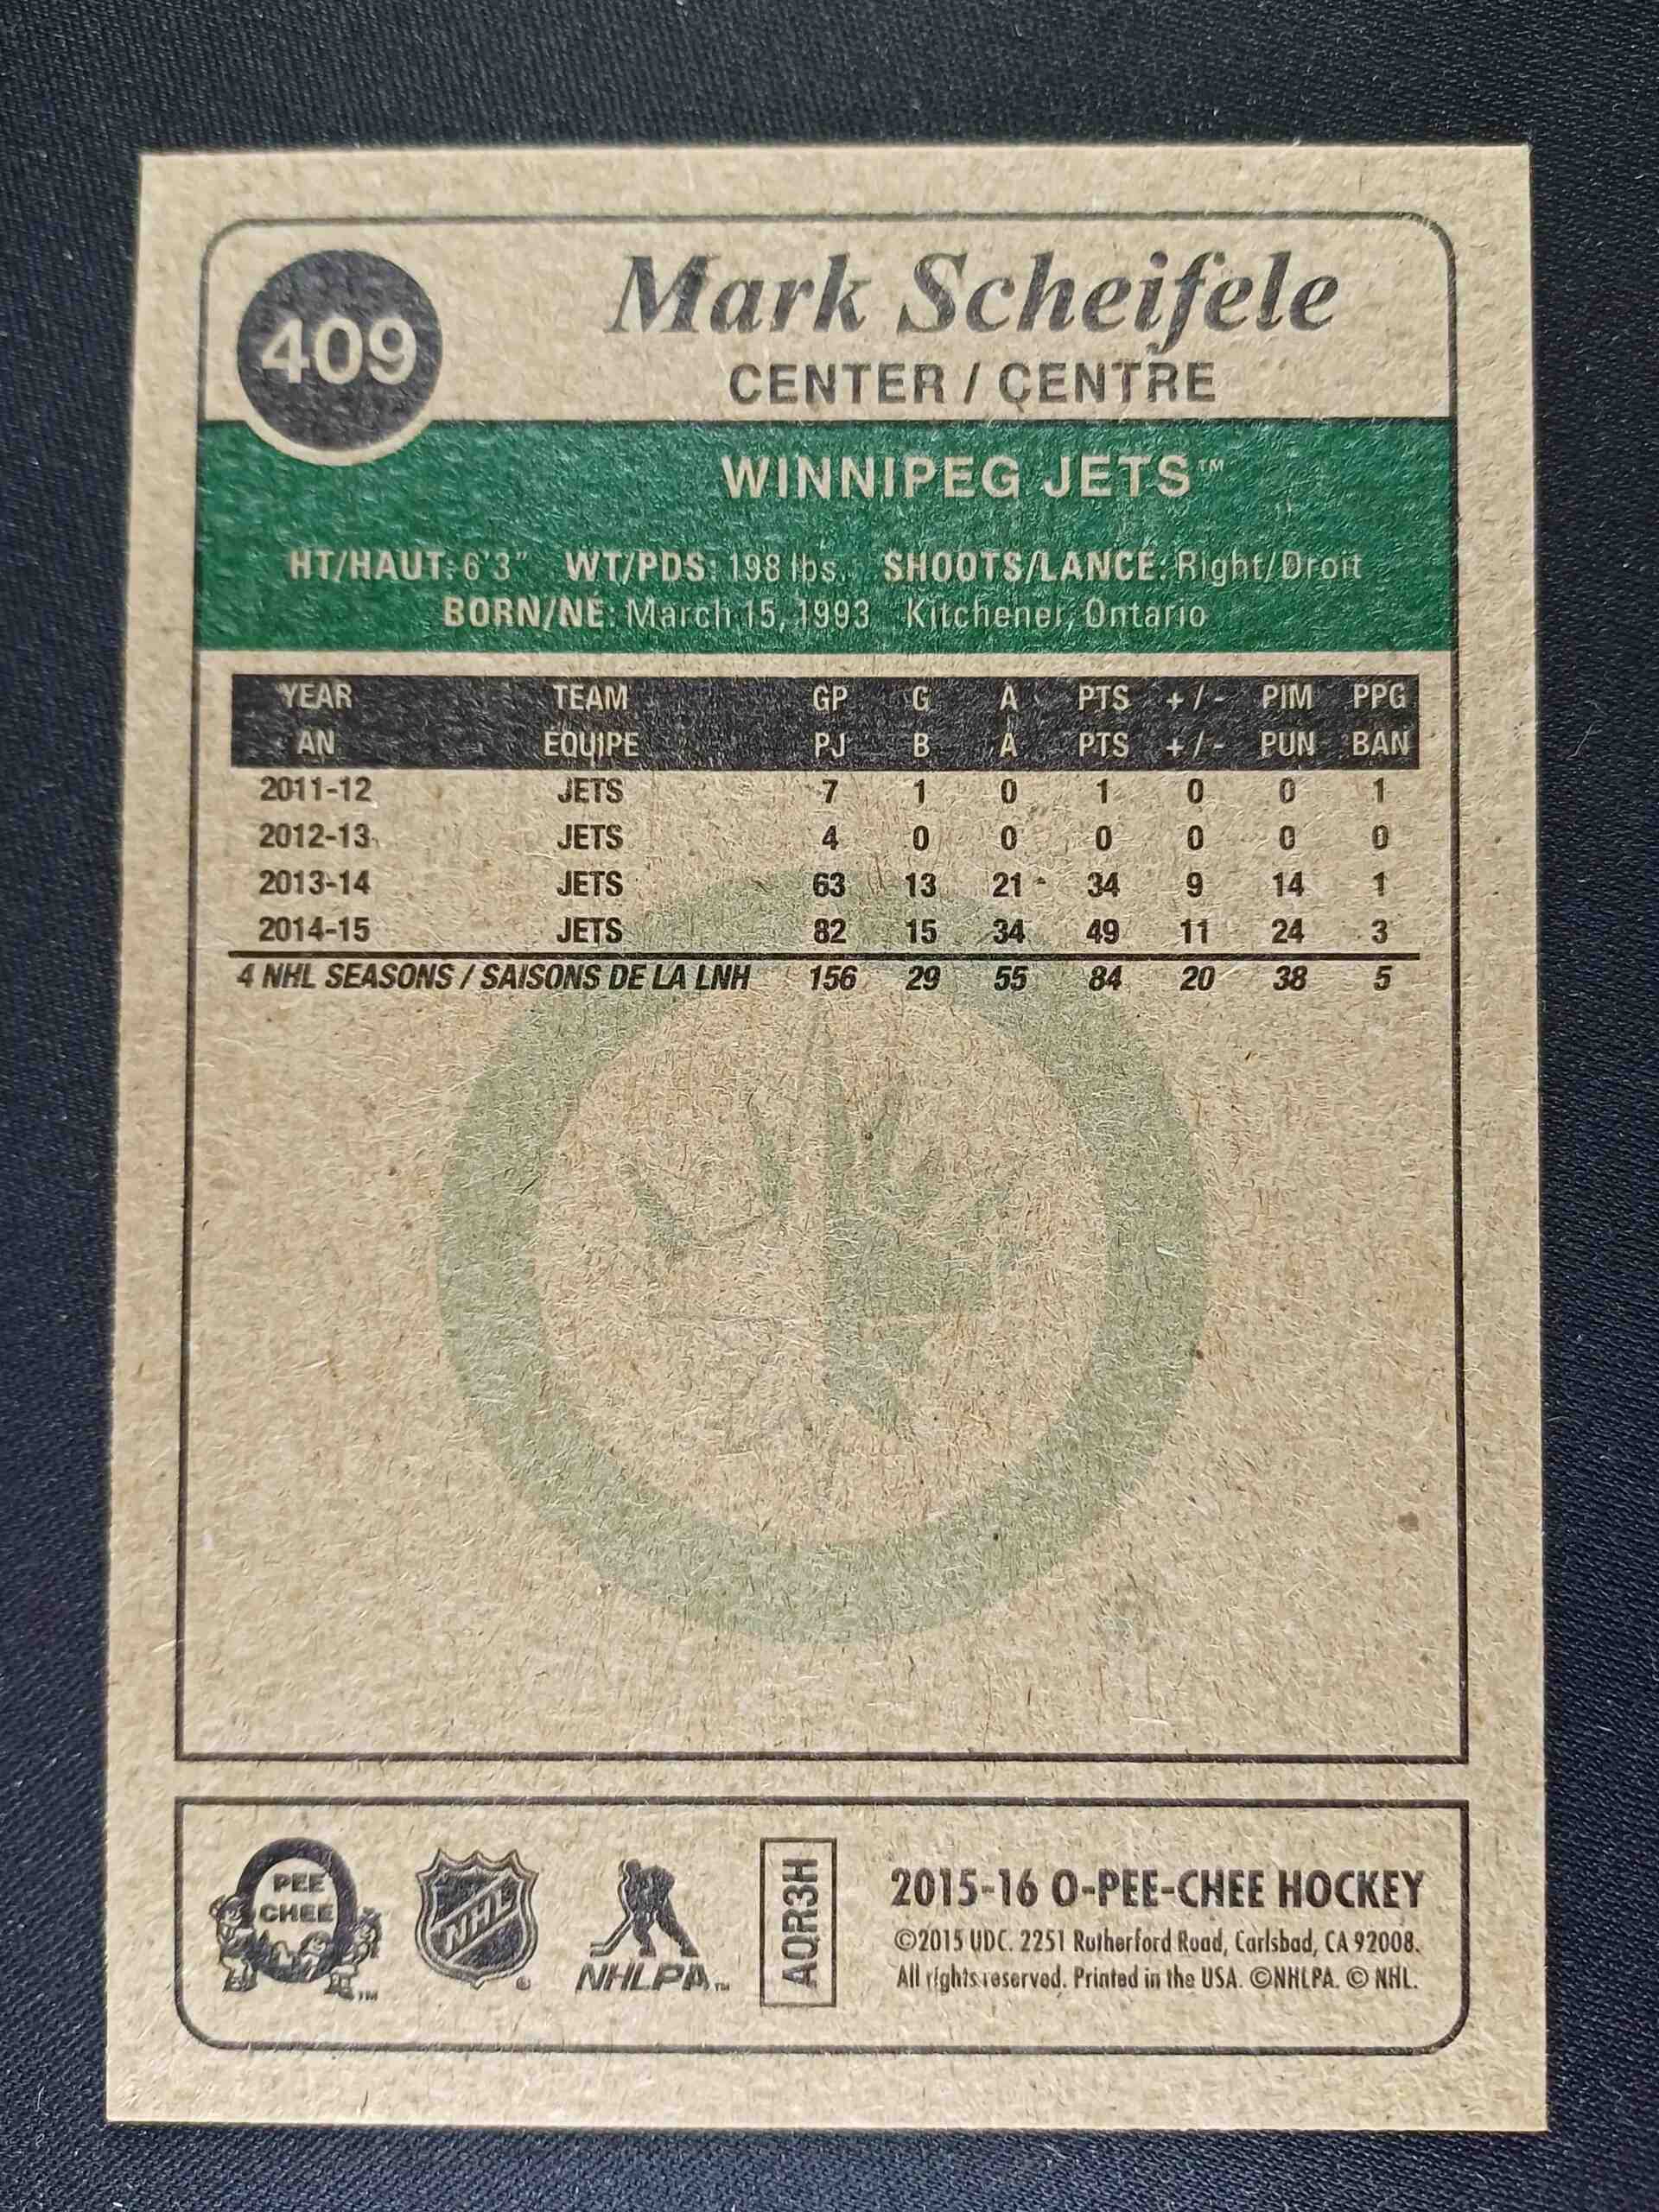 409
Mark Scheifele
CENTER / CENTRE
WINNIPEG JETS™
HT/HAUT: 6'3" WT/PDS: 198 lbs. SHOOTS/LANCE: Right/Droit
BORN/NÉ: March 15, 1993 Kitchener, Ontario
YEAR TEAM GP G A PTS +/- PIM PPG
AN ÉQUIPE PJ B A PTS +/- PUN BAN
2011-12 JETS 7 1 0 1 0 0 1
2012-13 JETS 4 0 0 0 0 0 0
2013-14 JETS 63 13 21 34 9 14 1
2014-15 JETS 82 15 34 49 11 24 3
4 NHL SEASONS / SAISONS DE LA LNH 156 29 55 84 20 38 5
PEE
CHEE
™
NHL
NHLPA™
AQR3H
2015-16 O-PEE-CHEE HOCKEY
©2015 UDC. 2251 Rutherford Road, Carlsbad, CA 92008.
All rights reserved. Printed in the USA. ©NHLPA. © NHL.